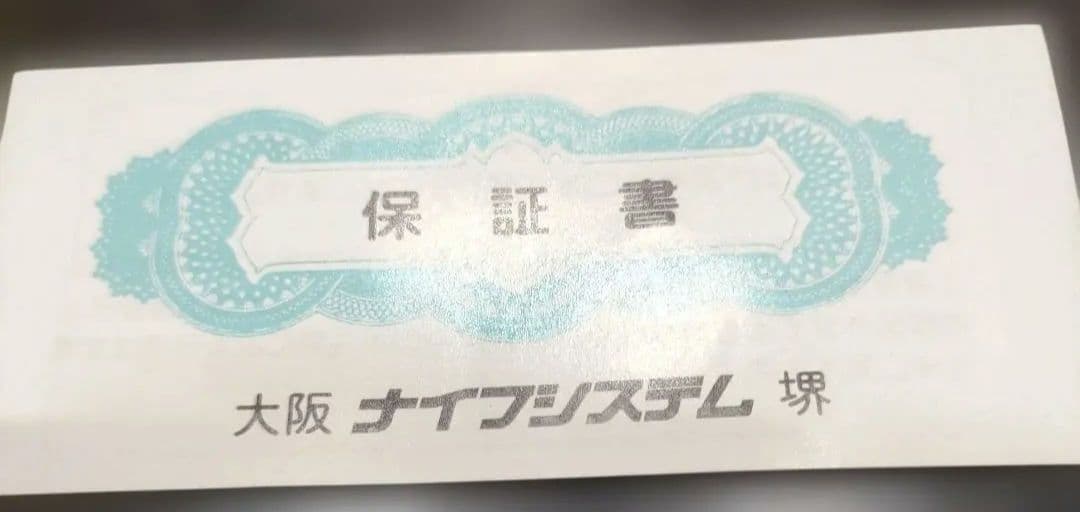 保証書
大阪 ナイフシステム 堺